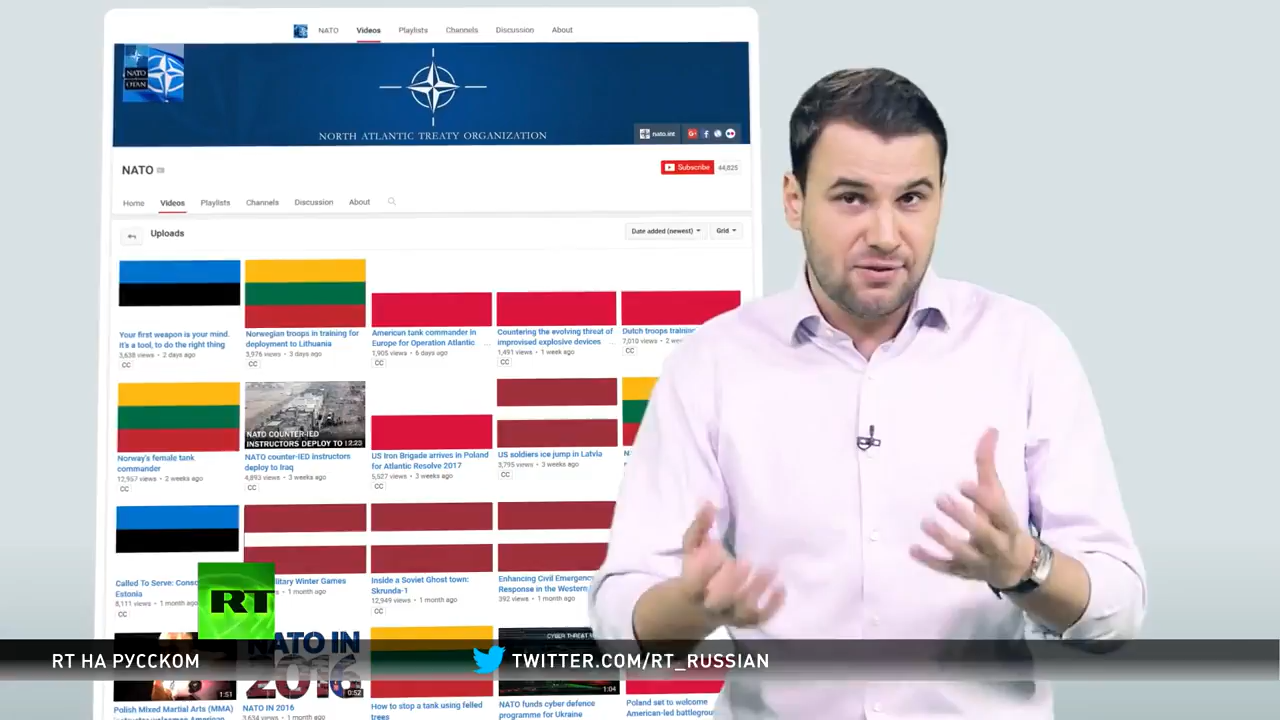 NATO
Videos
Playlists
Channels
Discussion
About
NATO
OTAN
NORTH ATLANTIC TREATY ORGANIZATION
nato.int
NATO
Subscribe
44,825
Home
Videos
Playlists
Channels
Discussion
About
Uploads
Date added (newest)
Grid
Your first weapon is your mind.
It's a tool, to do the right thing
3,638 views • 2 days ago
CC
Norwegian troops in training for
deployment to Lithuania
3,976 views • 3 days ago
CC
American tank commander in
Europe for Operation Atlantic
1,905 views • 6 days ago
CC
Countering the evolving threat of
improvised explosive devices
1,491 views • 1 week ago
CC
Dutch troops training
7,010 views •
CC
Norway's female tank
commander
12,957 views • 2 weeks ago
CC
NATO COUNTER-IED
INSTRUCTORS DEPLOY TO
12:23
NATO counter-IED instructors
deploy to Iraq
4,893 views • 3 weeks ago
CC
US Iron Brigade arrives in Poland
for Atlantic Resolve 2017
5,527 views • 3 weeks ago
CC
US soldiers ice jump in Latvia
3,795 views • 3 weeks ago
CC
Called To Serve:
Estonia
8,111 views • 1 month ago
CC
Winter Games
1 month ago
Inside a Soviet Ghost town:
Skrunda-1
12,949 views • 1 month ago
CC
Enhancing Civil Emergency
Response in the Western
392 views • 1 month ago
RT
NATO IN
2016
CYBER THREAT
1:51
0:52
1:04
RT НА РУССКОМ
TWITTER.COM/RT_RUSSIAN
Polish Mixed Martial Arts (MMA)
NATO IN 2016
3,634 views • 1 month ago
How to stop a tank using felled
trees
NATO funds cyber defence
programme for Ukraine
Poland set to welcome
American-led